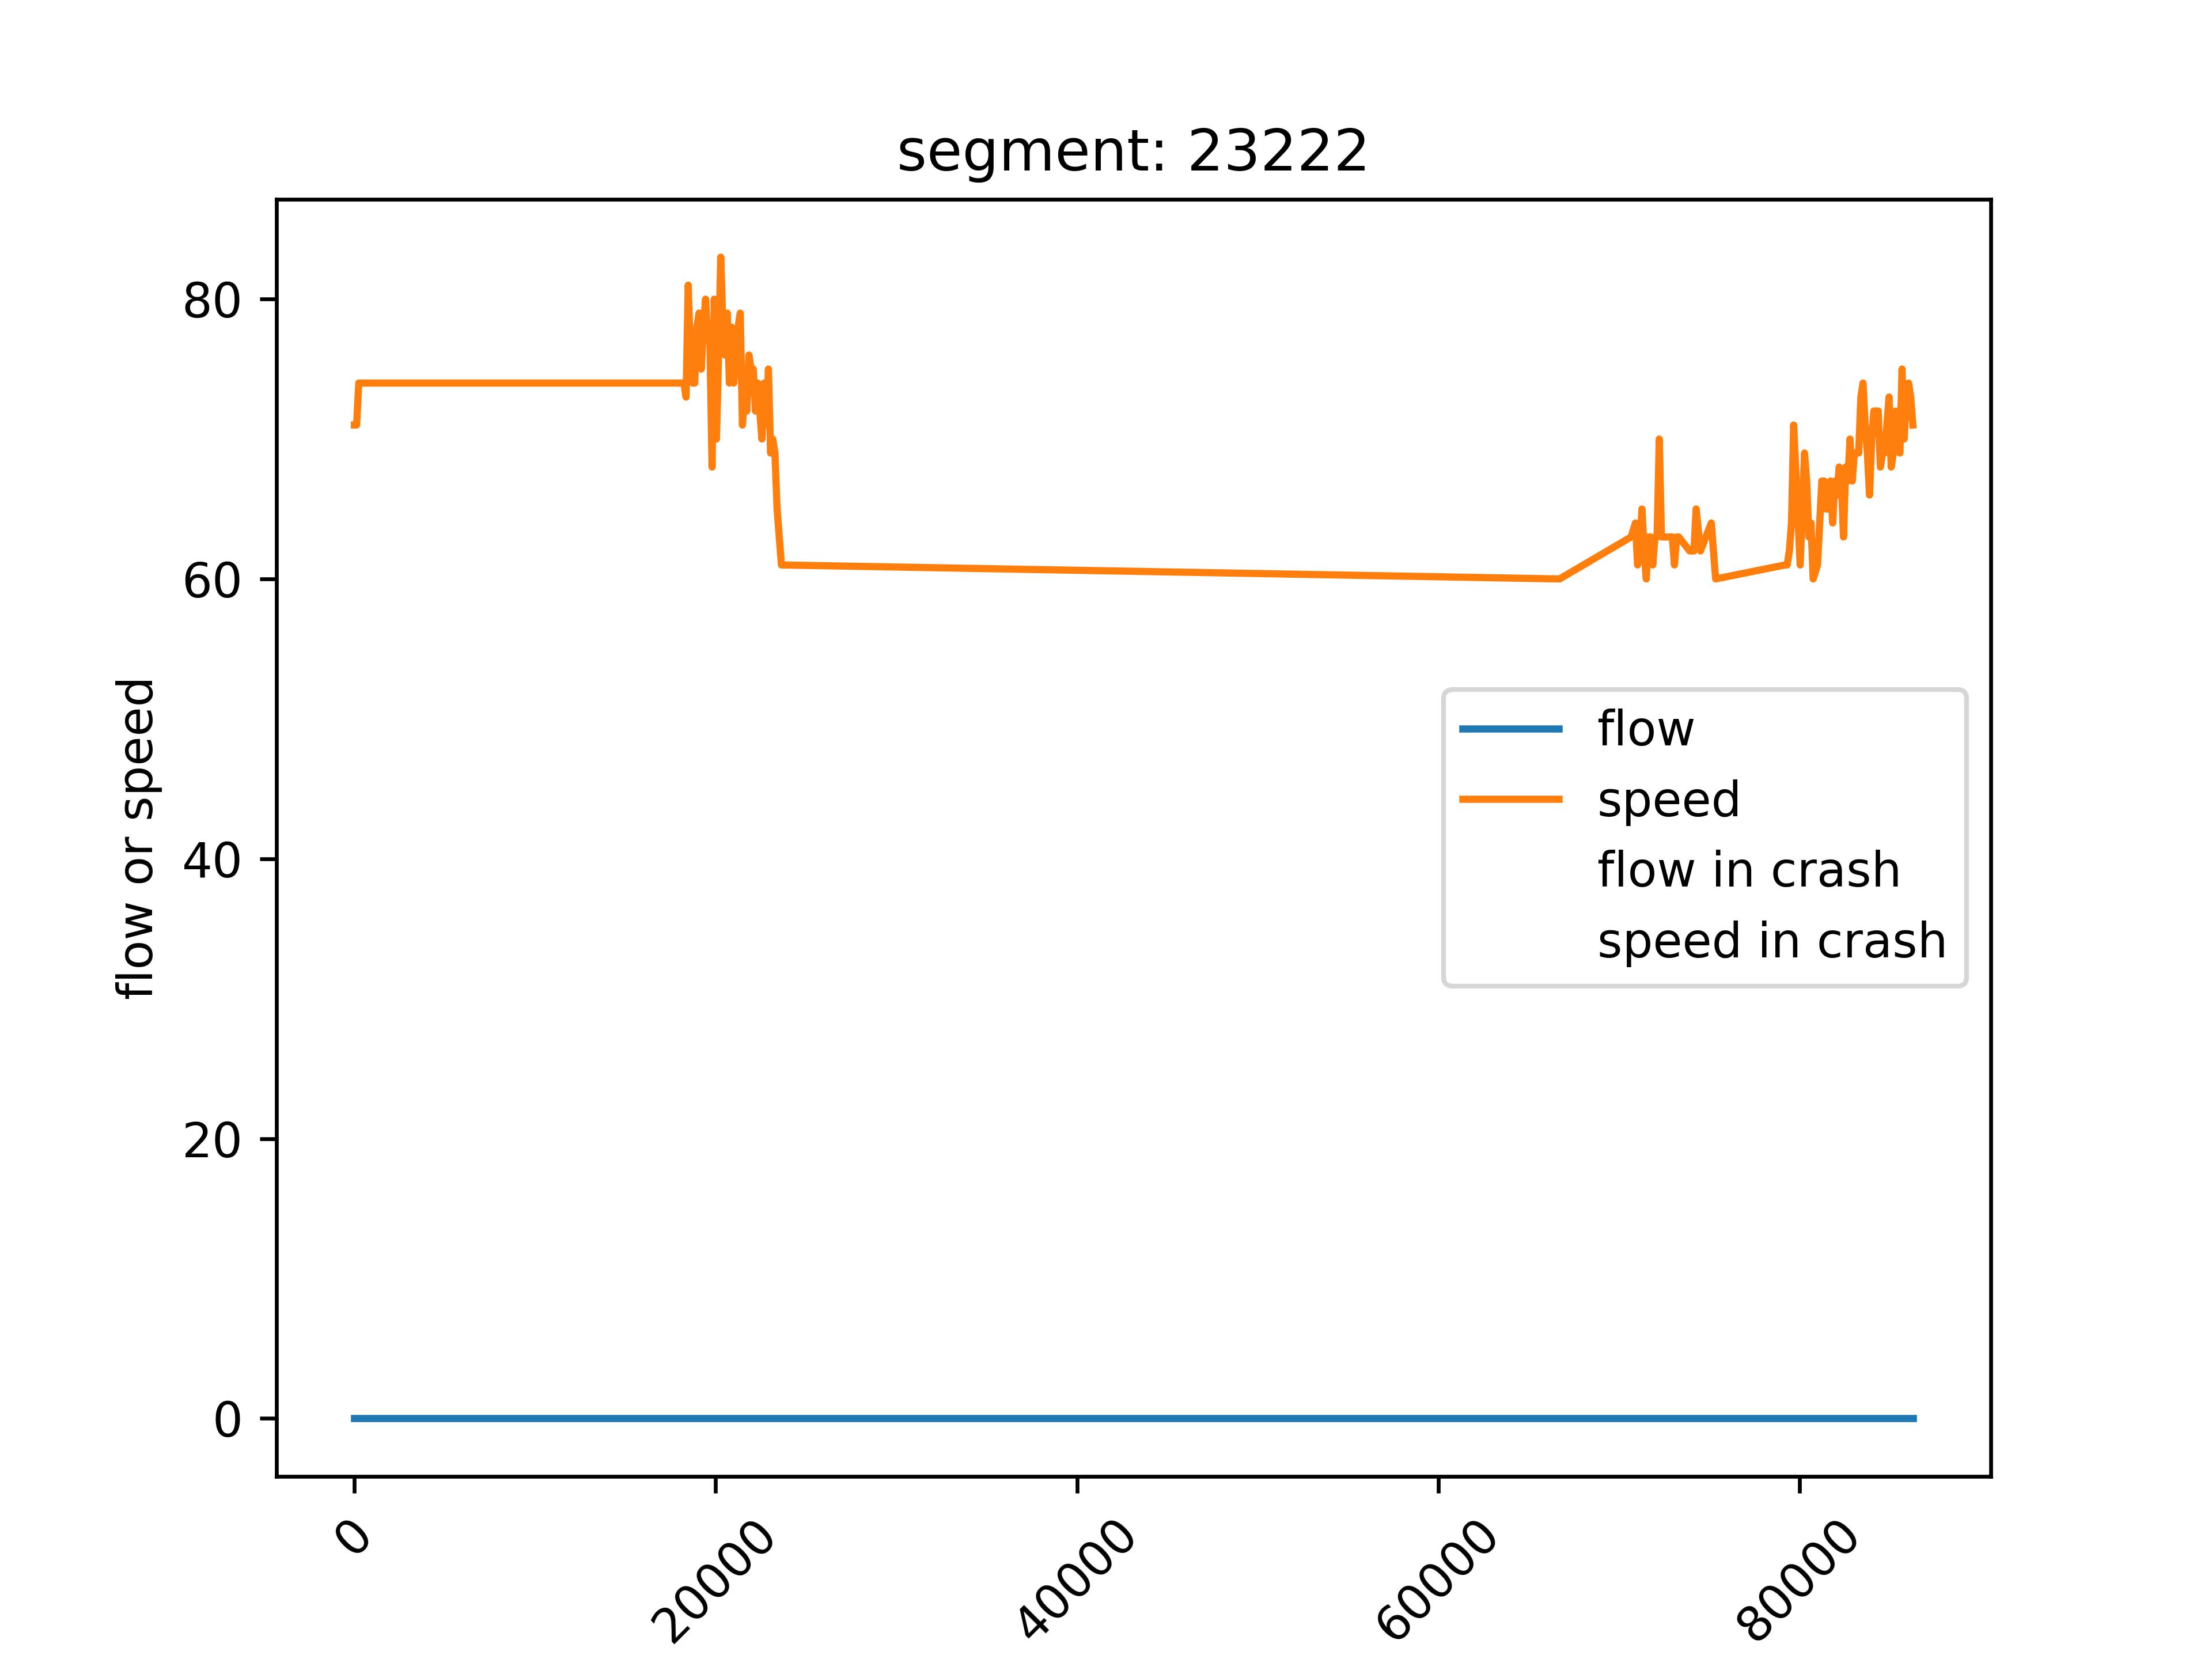 segment: 23222
80
60
40
20
0
flow or speed
flow
speed
flow in crash
speed in crash
0
20000
40000
60000
80000